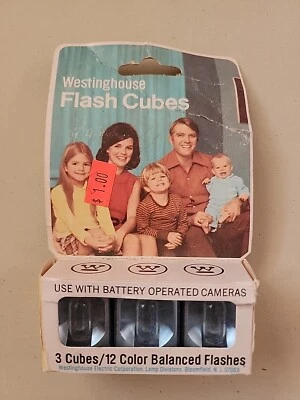 Westinghouse
Flash Cubes
$1.00
W W W
USE WITH BATTERY OPERATED CAMERAS
3 Cubes/12 Color Balanced Flashes
Westinghouse Electric Corporation, Lamp Divisions, Bloomfield, N. J. 07003